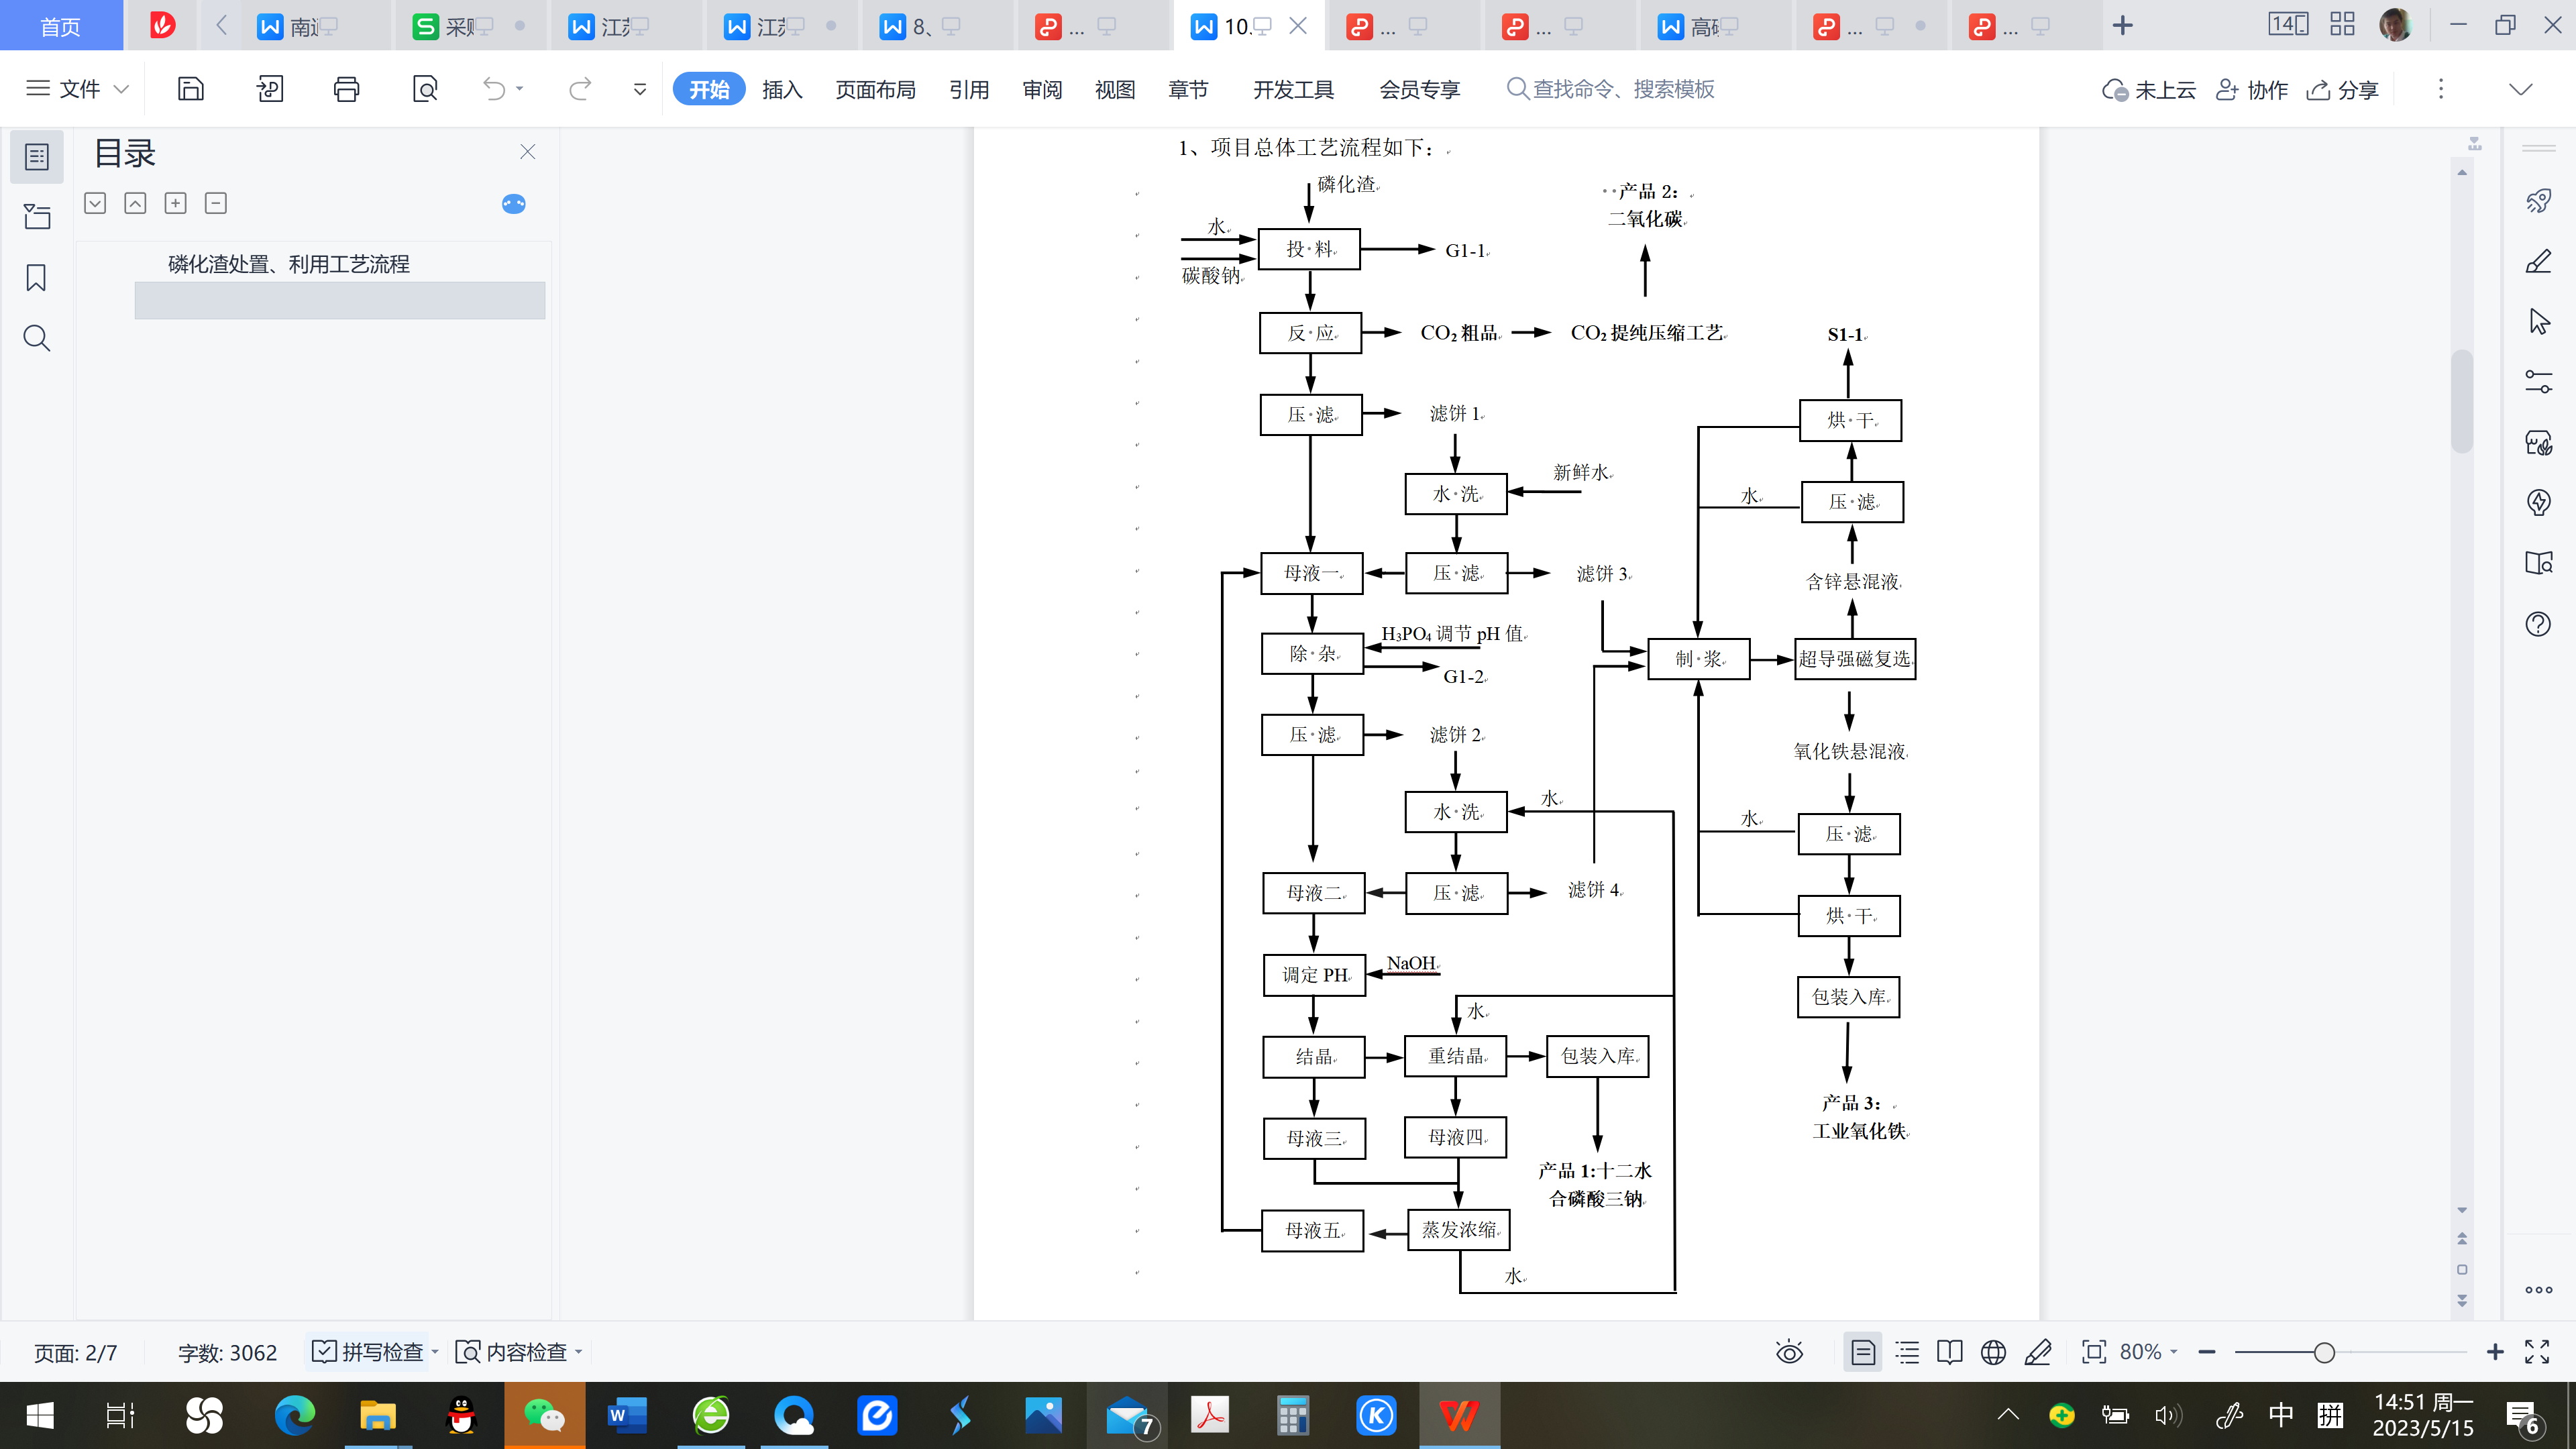 首页
南通
采购
江苏
江苏
8、
...
10.
...
...
高磷
...
...
14
文件
开始
插入
页面布局
引用
审阅
视图
章节
开发工具
会员专享
查找命令、搜索模板
未上云
协作
分享
目录
磷化渣处置、利用工艺流程
1、项目总体工艺流程如下：
磷化渣
产品 2：
二氧化碳
水
投 料
G1-1
碳酸钠
反 应
CO2 粗品
CO2 提纯压缩工艺
S1-1
压 滤
滤饼 1
烘 干
新鲜水
水 洗
水
压 滤
母液一
压 滤
滤饼 3
含锌悬混液
H3PO4 调节 pH 值
除 杂
G1-2
制 浆
超导强磁复选
压 滤
滤饼 2
氧化铁悬混液
水 洗
水
水
压 滤
母液二
压 滤
滤饼 4
烘 干
调定 PH
NaOH
包装入库
水
结晶
重结晶
包装入库
产品 3：
工业氧化铁
母液三
母液四
产品 1:十二水
合磷酸三钠
母液五
蒸发浓缩
水
页面: 2/7
字数: 3062
拼写检查
内容检查
80%
7
中
拼
14:51 周一
2023/5/15
6